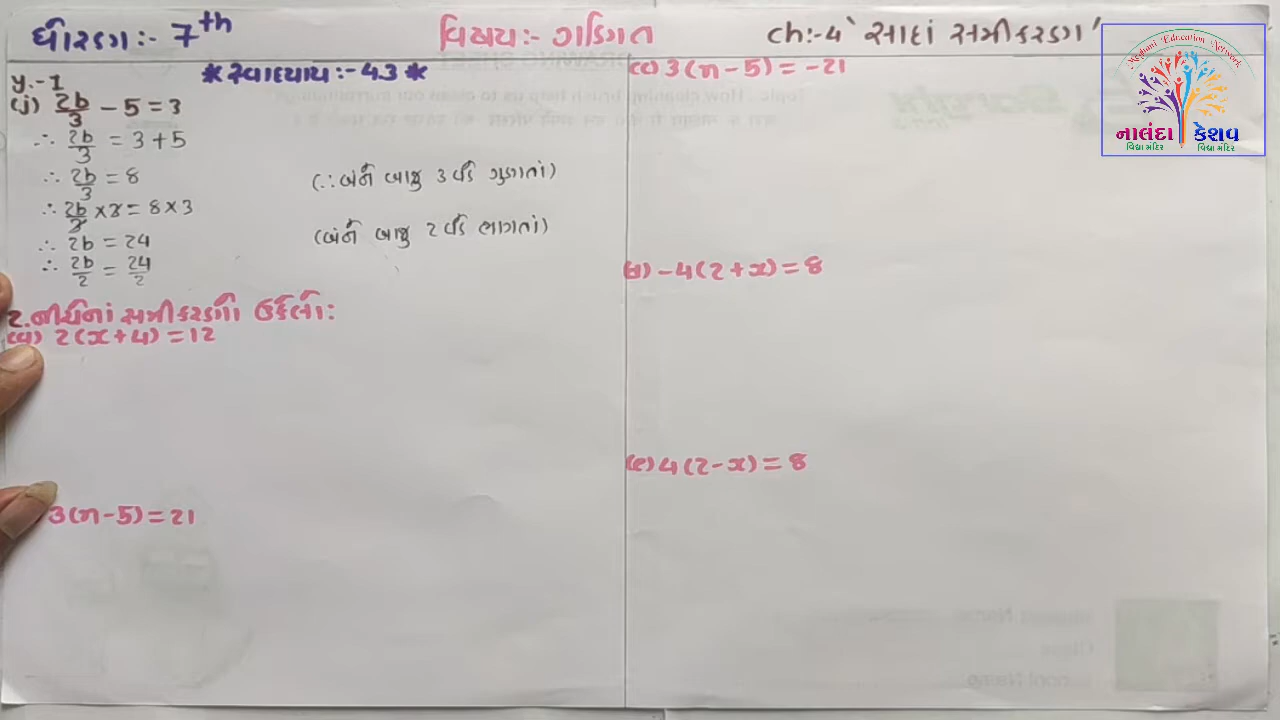 ધોરણ:- 7th
વિષય:- ગણિત
ch:-4 'સાદાં સમીકરણ'
*સ્વાધ્યાય:-4.3*
પ્ર.-1
(j) 2b/3 - 5 = 3
∴ 2b/3 = 3+5
∴ 2b/3 = 8
(∴બંને બાજુ 3 વડે ગુણતાં)
∴ 2b/3 ×3 = 8×3
∴ 2b = 24
(બંને બાજુ 2 વડે ભાગતાં)
∴ 2b/2 = 24/2
2. નીચેનાં સમીકરણો ઉકેલો:
2(x+4) = 12
3(n-5) = 21
(c) 3(n-5) = -21
-4(2+x) = 8
4(2-x) = 8
Nalanda Education Network
નાલંદા
વિદ્યા મંદિર
કેશવ
વિદ્યા મંદિર